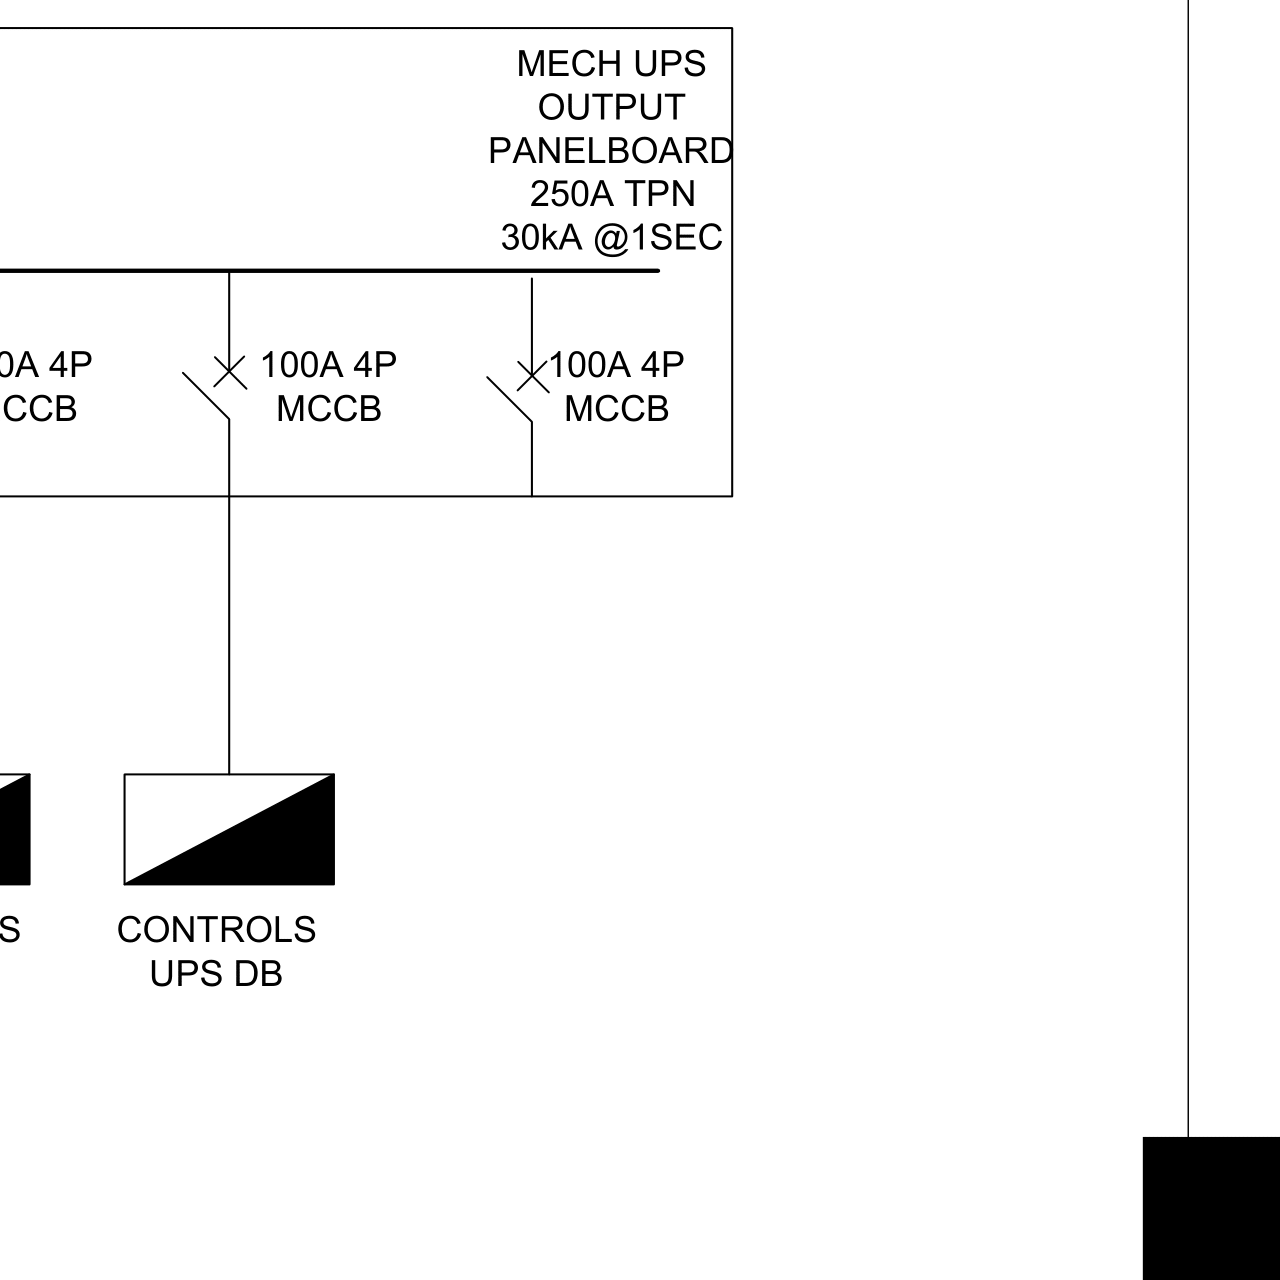 MECH UPS
OUTPUT
PANELBOARD
250A TPN
30kA @1SEC
0A 4P
CCB
100A 4P
MCCB
100A 4P
MCCB
S
CONTROLS
UPS DB